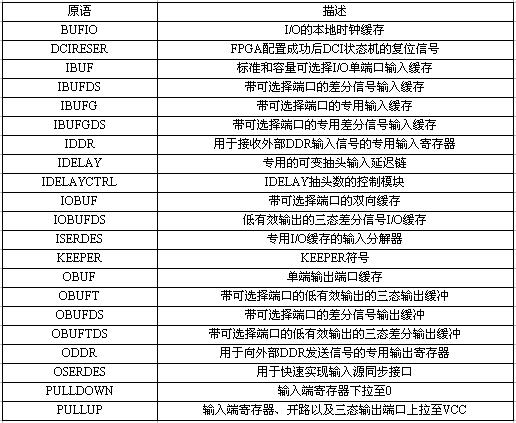 原语 描述
BUFIO I/O的本地时钟缓存
DCIRESER FPGA配置成功后DCI状态机的复位信号
IBUF 标准和容量可选择I/O单端口输入缓存
IBUFDS 带可选择端口的差分信号输入缓存
IBUFG 带可选择端口的专用输入缓存
IBUFGDS 带可选择端口的专用差分信号输入缓存
IDDR 用于接收外部DDR输入信号的专用输入寄存器
IDELAY 专用的可变抽头输入延迟链
IDELAYCTRL IDELAY抽头数的控制模块
IOBUF 带可选择端口的双向缓存
IOBUFDS 低有效输出的三态差分信号I/O缓存
ISERDES 专用I/O缓存的输入分解器
KEEPER KEEPER符号
OBUF 单端输出端口缓存
OBUFT 带可选择端口的低有效输出的三态输出缓冲
OBUFDS 带可选择端口的差分信号输出缓冲
OBUFTDS 带可选择端口的低有效输出的三态差分输出缓冲
ODDR 用于向外部DDR发送信号的专用输出寄存器
OSERDES 用于快速实现输入源同步接口
PULLDOWN 输入端寄存器下拉至0
PULLUP 输入端寄存器、开路以及三态输出端口上拉至VCC